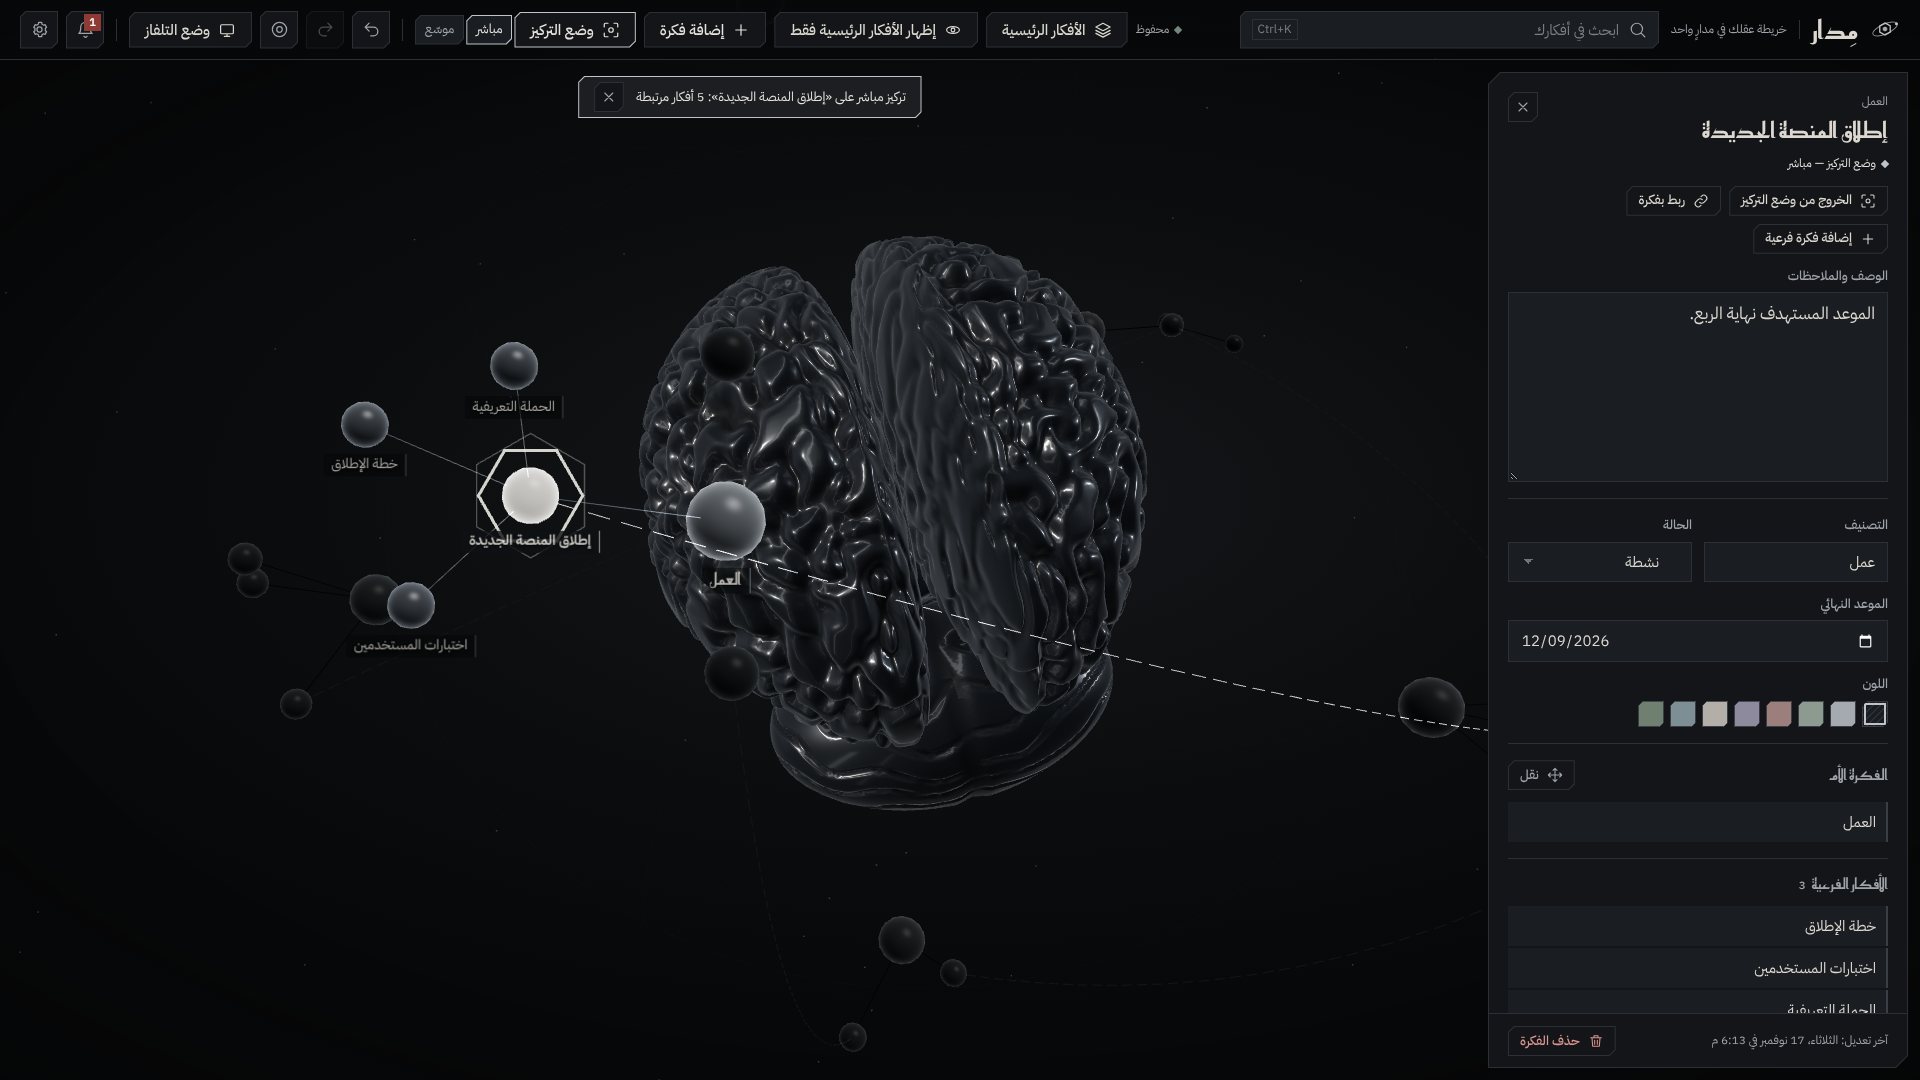 مدار
خريطة عقلك في مدارٍ واحد
ابحث في أفكارك
Ctrl+K
محفوظ
الأفكار الرئيسية
إظهار الأفكار الرئيسية فقط
إضافة فكرة
وضع التركيز
مباشر
موسّع
وضع التلفاز
1
تركيز مباشر على «إطلاق المنصة الجديدة»: 5 أفكار مرتبطة
العمل
إطلاق المنصة الجديدة
وضع التركيز — مباشر
الخروج من وضع التركيز
ربط بفكرة
إضافة فكرة فرعية
الوصف والملاحظات
الموعد المستهدف نهاية الربع.
التصنيف
الحالة
عمل
نشطة
الموعد النهائي
12/09/2026
اللون
الفكرة الأم
نقل
العمل
الأفكار الفرعية 3
خطة الإطلاق
اختبارات المستخدمين
الحملة التعريفية
آخر تعديل: الثلاثاء، 17 نوفمبر في 6:13 م
حذف الفكرة
الحملة التعريفية
خطة الإطلاق
إطلاق المنصة الجديدة
العمل
اختبارات المستخدمين